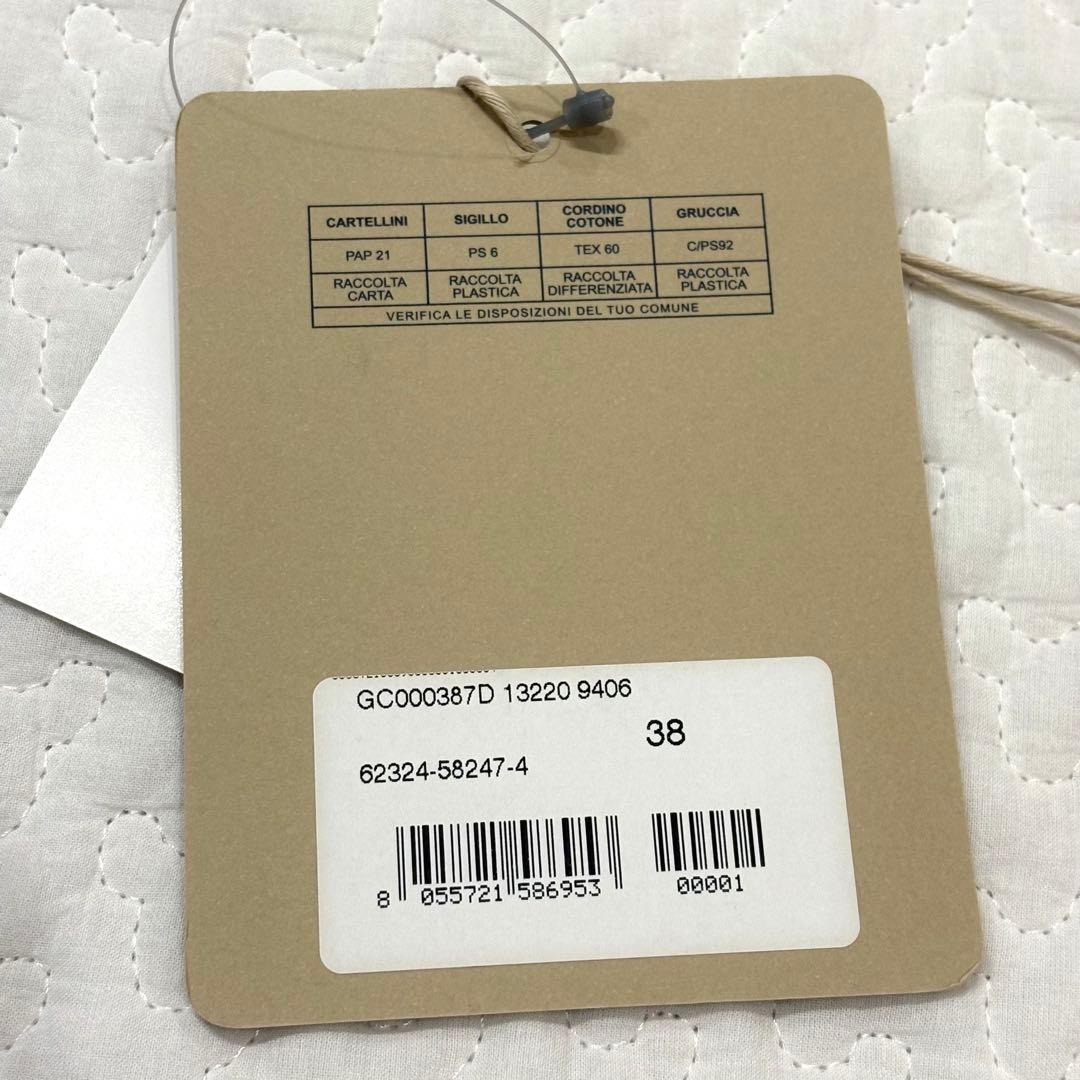 CARTELLINI SIGILLO CORDINO COTONE GRUCCIA
PAP 21 PS 6 TEX 60 C/PS92
RACCOLTA CARTA RACCOLTA PLASTICA RACCOLTA DIFFERENZIATA RACCOLTA PLASTICA
VERIFICA LE DISPOSIZIONI DEL TUO COMUNE
GC000387D 13220 9406
38
62324-58247-4
8 055721 586953 00001